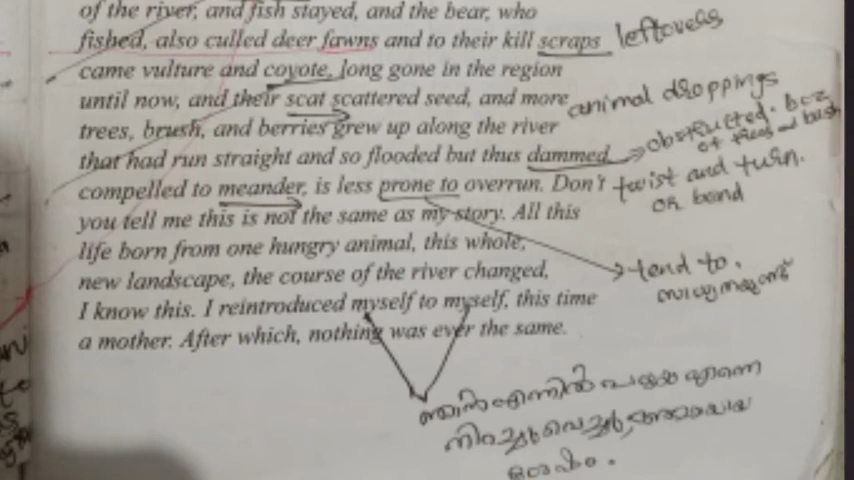 of the river, and fish stayed, and the bear, who
fished, also culled deer fawns and to their kill scraps leftovers
came vulture and coyote, long gone in the region
until now, and their scat scattered seed, and more animal droppings
trees, brush, and berries grew up along the river
that had run straight and so flooded but thus dammed obstructed. bcz
of trees and bush
compelled to meander, is less prone to overrun. Don't twist and turn.
or bend
you tell me this is not the same as my story. All this
life born from one hungry animal, this whole,
new landscape, the course of the river changed, tend to.
I know this. I reintroduced myself to myself, this time
a mother. After which, nothing was ever the same.
ഞാൻ എന്നിൽ
നിറച്ചു വെച്ചു,
ശേഷം.